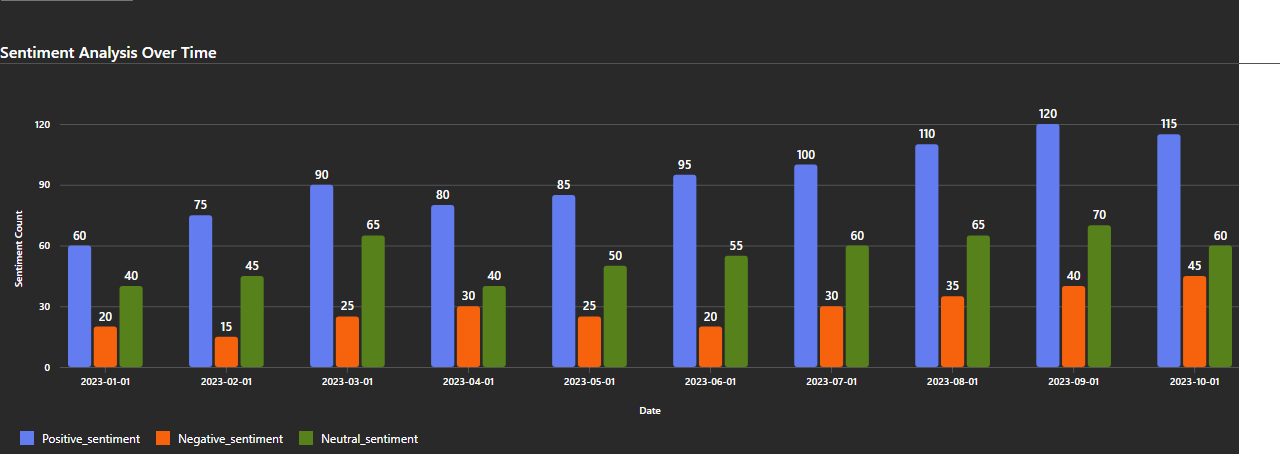 Sentiment Analysis Over Time
Sentiment Count
120
90
60
30
0
60 20 40
75 15 45
90 25 65
80 30 40
85 25 50
95 20 55
100 30 60
110 35 65
120 40 70
115 45 60
2023-01-01 2023-02-01 2023-03-01 2023-04-01 2023-05-01 2023-06-01 2023-07-01 2023-08-01 2023-09-01 2023-10-01
Date
Positive_sentiment Negative_sentiment Neutral_sentiment